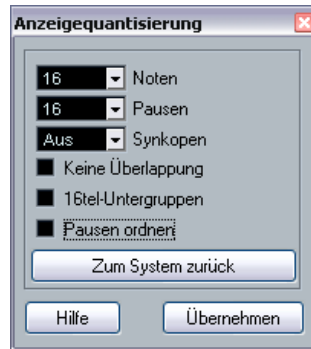 Anzeigequantisierung
16 Noten
16 Pausen
Aus Synkopen
Keine Überlappung
16tel-Untergruppen
Pausen ordnen
Zum System zurück
Hilfe Übernehmen